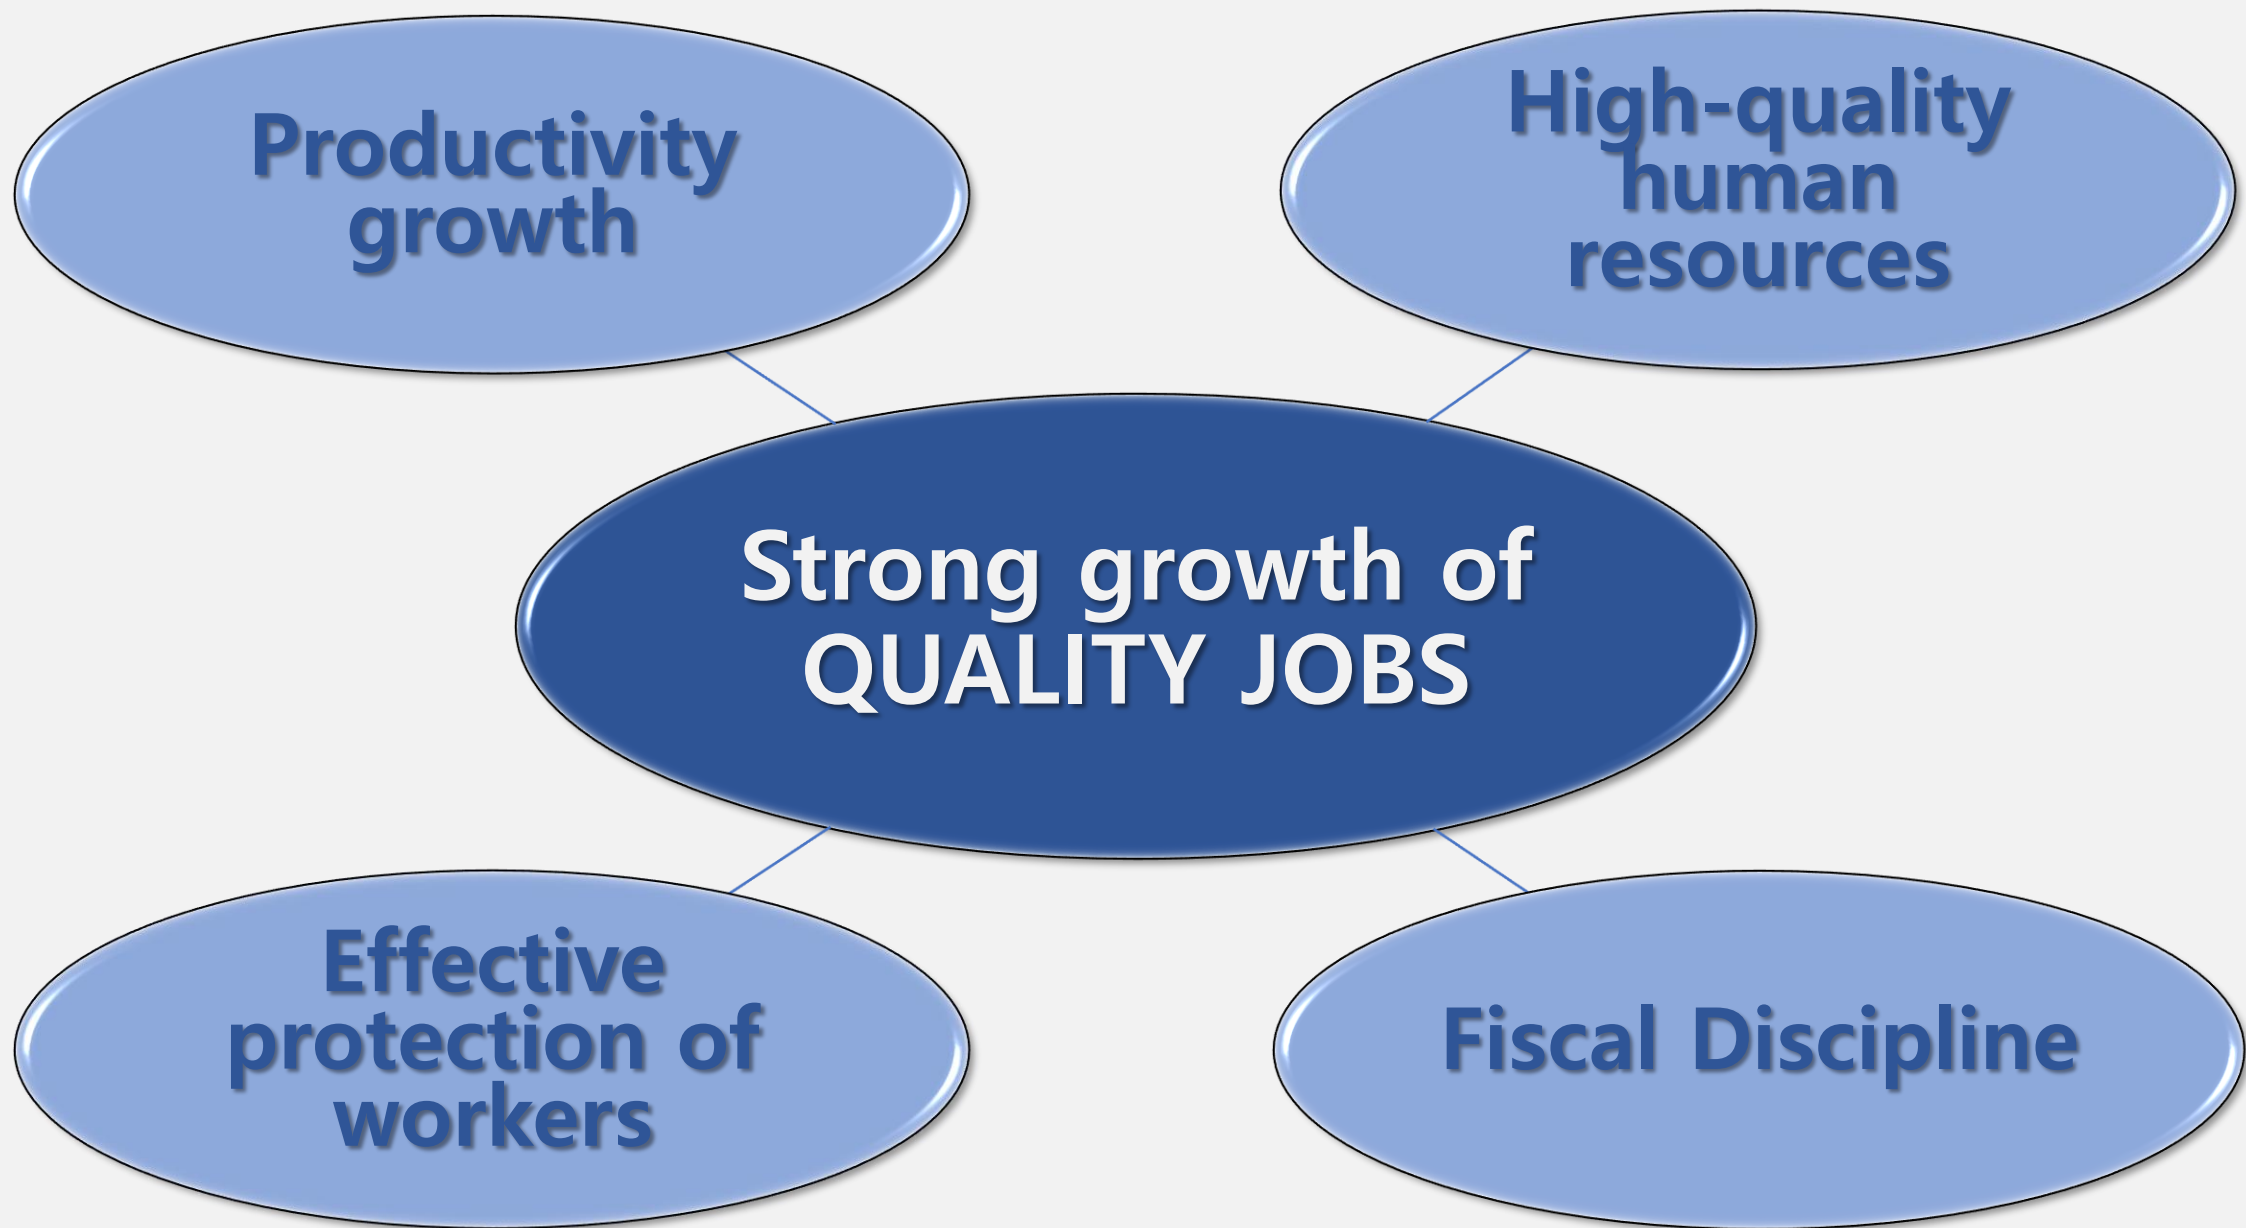 Productivity
growth
High-quality
human
resources
Strong growth of
QUALITY JOBS
Effective
protection of
workers
Fiscal Discipline